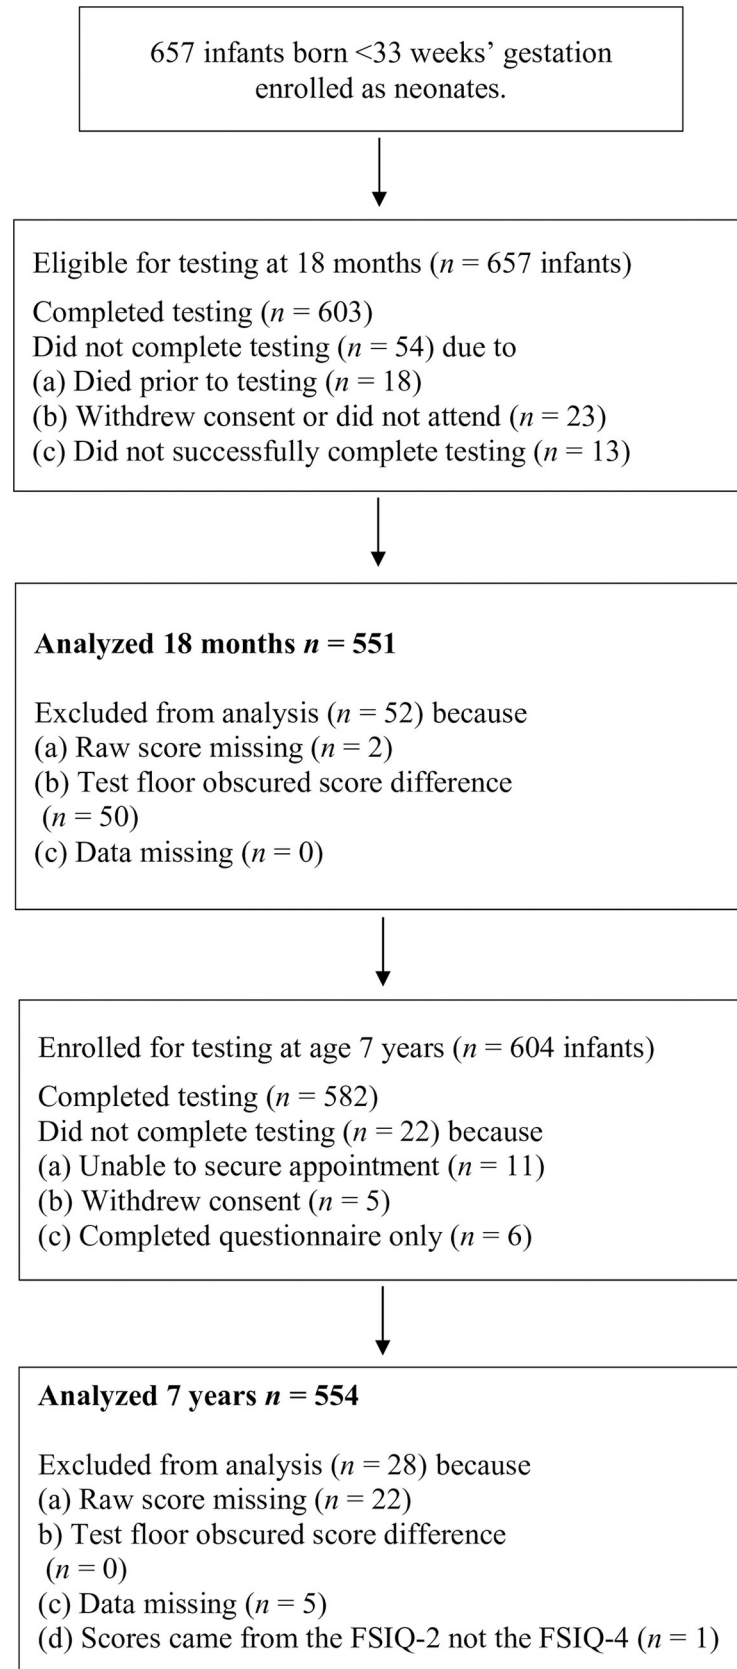 657 infants born <33 weeks’ gestation
enrolled as neonates.
Eligible for testing at 18 months (n = 657 infants)
Completed testing (n = 603)
Did not complete testing (n = 54) due to
(a) Died prior to testing (n = 18)
(b) Withdrew consent or did not attend (n = 23)
(c) Did not successfully complete testing (n = 13)
Analyzed 18 months n = 551
Excluded from analysis (n = 52) because
(a) Raw score missing (n = 2)
(b) Test floor obscured score difference
(n = 50)
(c) Data missing (n = 0)
Enrolled for testing at age 7 years (n = 604 infants)
Completed testing (n = 582)
Did not complete testing (n = 22) because
(a) Unable to secure appointment (n = 11)
(b) Withdrew consent (n = 5)
(c) Completed questionnaire only (n = 6)
Analyzed 7 years n = 554
Excluded from analysis (n = 28) because
(a) Raw score missing (n = 22)
b) Test floor obscured score difference
(n = 0)
(c) Data missing (n = 5)
(d) Scores came from the FSIQ-2 not the FSIQ-4 (n = 1)